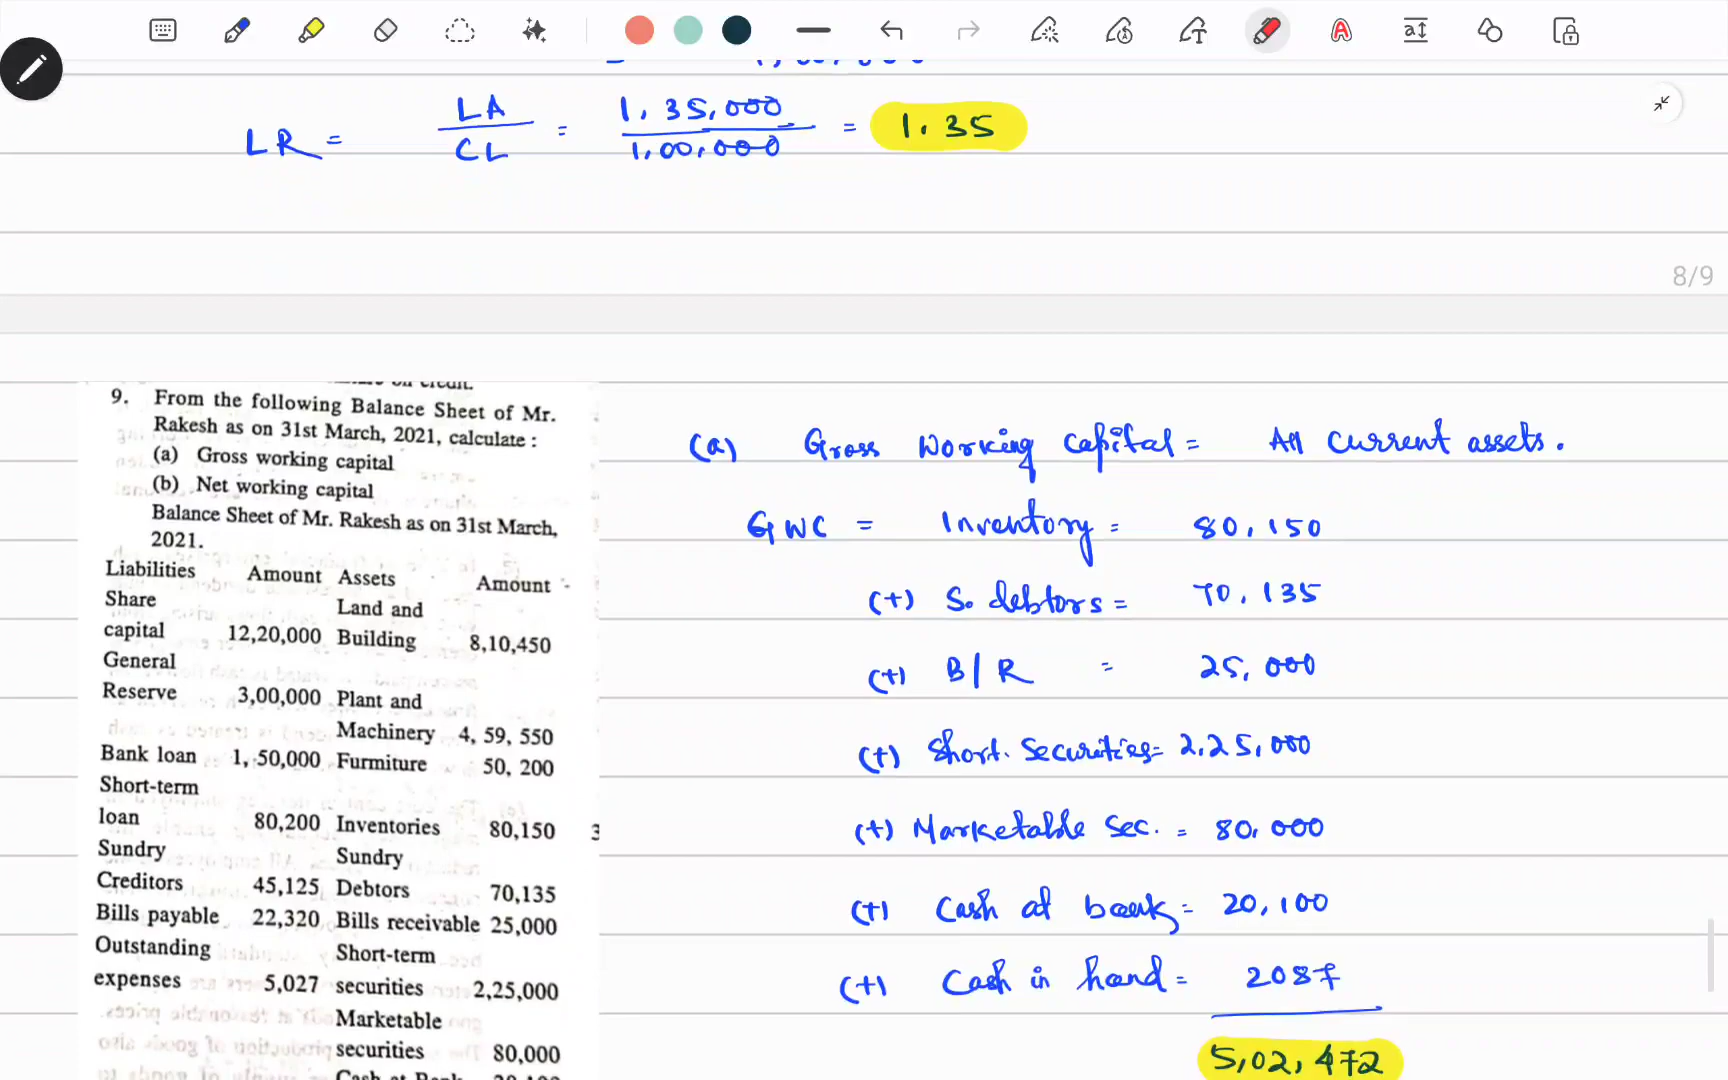 LR = LA / CL = 1,35,000 / 1,00,000 = 1.35
8/9
9. From the following Balance Sheet of Mr.
Rakesh as on 31st March, 2021, calculate :
(a) Gross working capital
(b) Net working capital
Balance Sheet of Mr. Rakesh as on 31st March,
2021.
Liabilities Amount Assets Amount
Share Land and
capital 12,20,000 Building 8,10,450
General
Reserve 3,00,000 Plant and
Machinery 4, 59, 550
Bank loan 1, 50,000 Furmiture 50, 200
Short-term
loan 80,200 Inventories 80,150
Sundry Sundry
Creditors 45,125 Debtors 70,135
Bills payable 22,320 Bills receivable 25,000
Outstanding Short-term
expenses 5,027 securities 2,25,000
Marketable
securities 80,000
Cash at Bank 20,100
(a) Gross Working Capital = All current assets.
GWC = Inventory = 80,150
(+) S. debtors = 70,135
(+) B/R = 25,000
(+) Short. Securities = 2,25,000
(+) Marketable Sec. = 80,000
(+) Cash at bank = 20,100
(+) Cash in hand = 2087
5,02,472